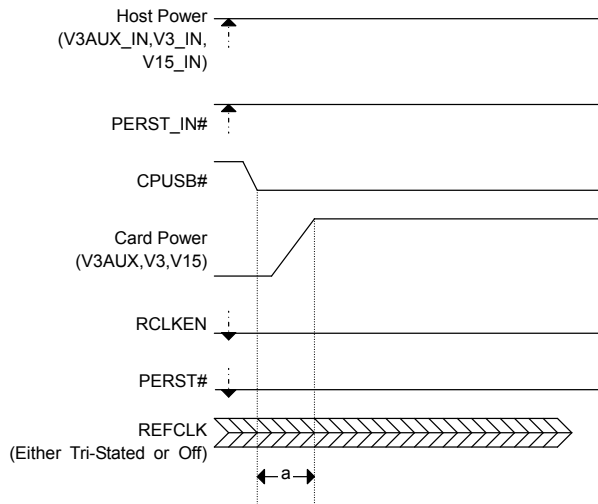 Host Power
(V3AUX_IN,V3_IN,
V15_IN)
PERST_IN#
CPUSB#
Card Power
(V3AUX,V3,V15)
RCLKEN
PERST#
REFCLK
(Either Tri-Stated or Off)
a